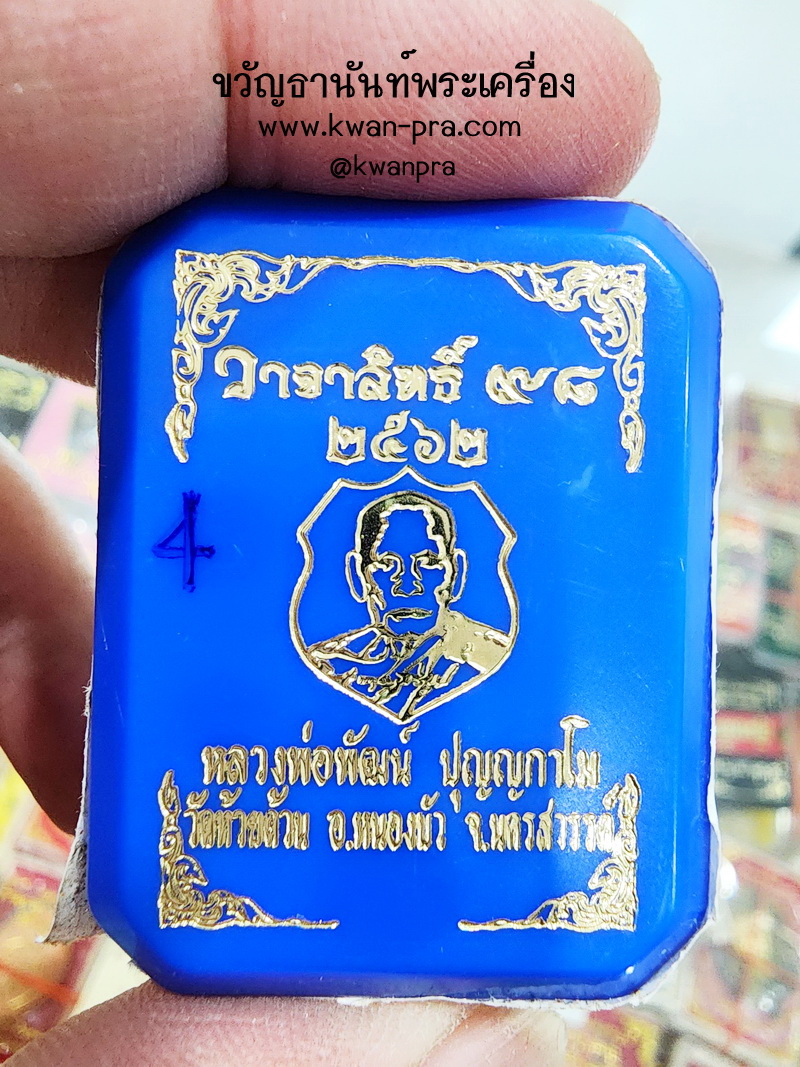 ขวัญธานันท์พระเครื่อง
www.kwan-pra.com
@kwanpra
วาจาสิทธิ์ ๙๘
๒๕๖๒
4
หลวงพ่อพัฒน์ ปุญญกาโม
วัดห้วยด้วน อ.หนองบัว จ.นครสวรรค์